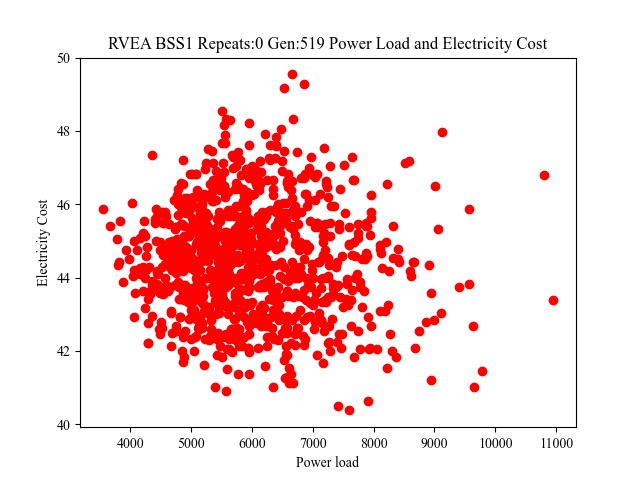 RVEA BSS1 Repeats:0 Gen:519 Power Load and Electricity Cost
50
48
46
44
42
40
Electricity Cost
4000 5000 6000 7000 8000 9000 10000 11000
Power load